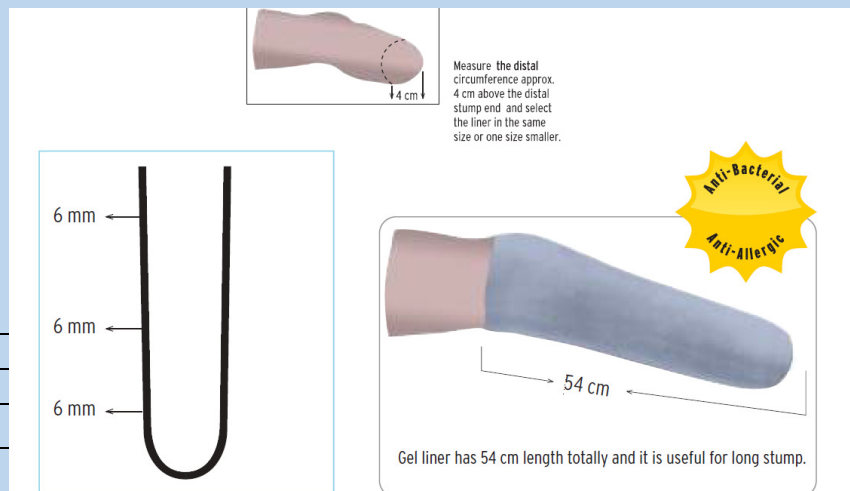 4 cm
Measure the distal
circumference approx.
4 cm above the distal
stump end and select
the liner in the same
size or one size smaller.
6 mm
6 mm
6 mm
Anti-Bacterial
Anti-Allergic
54 cm
Gel liner has 54 cm length totally and it is useful for long stump.